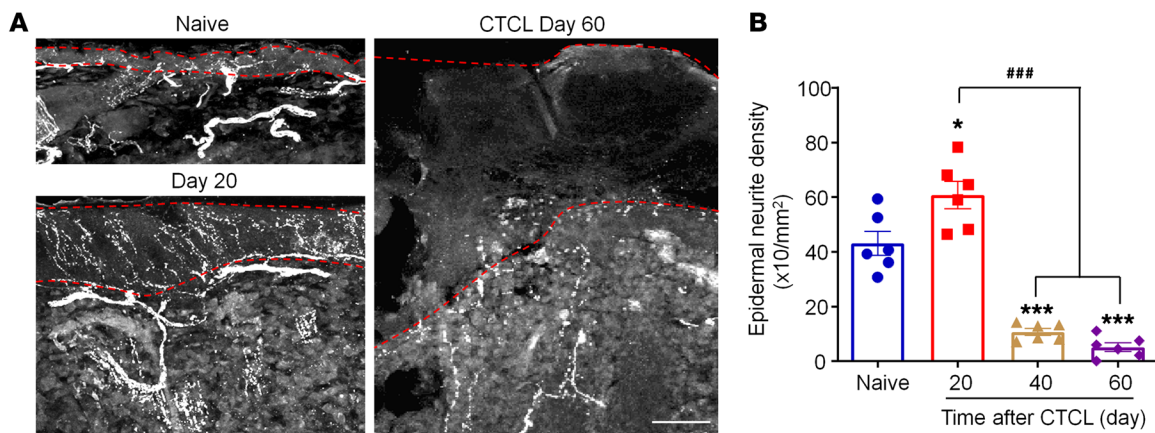 A
Naive
CTCL Day 60
Day 20
B
###
*
***
***
Epidermal neurite density
(x10/mm²)
100
80
60
40
20
0
Naive
20
40
60
Time after CTCL (day)